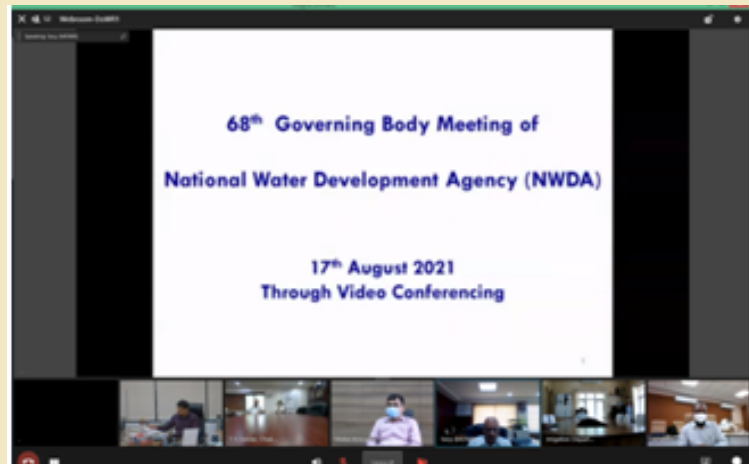 68th Governing Body Meeting of
National Water Development Agency (NWDA)
17th August 2021
Through Video Conferencing